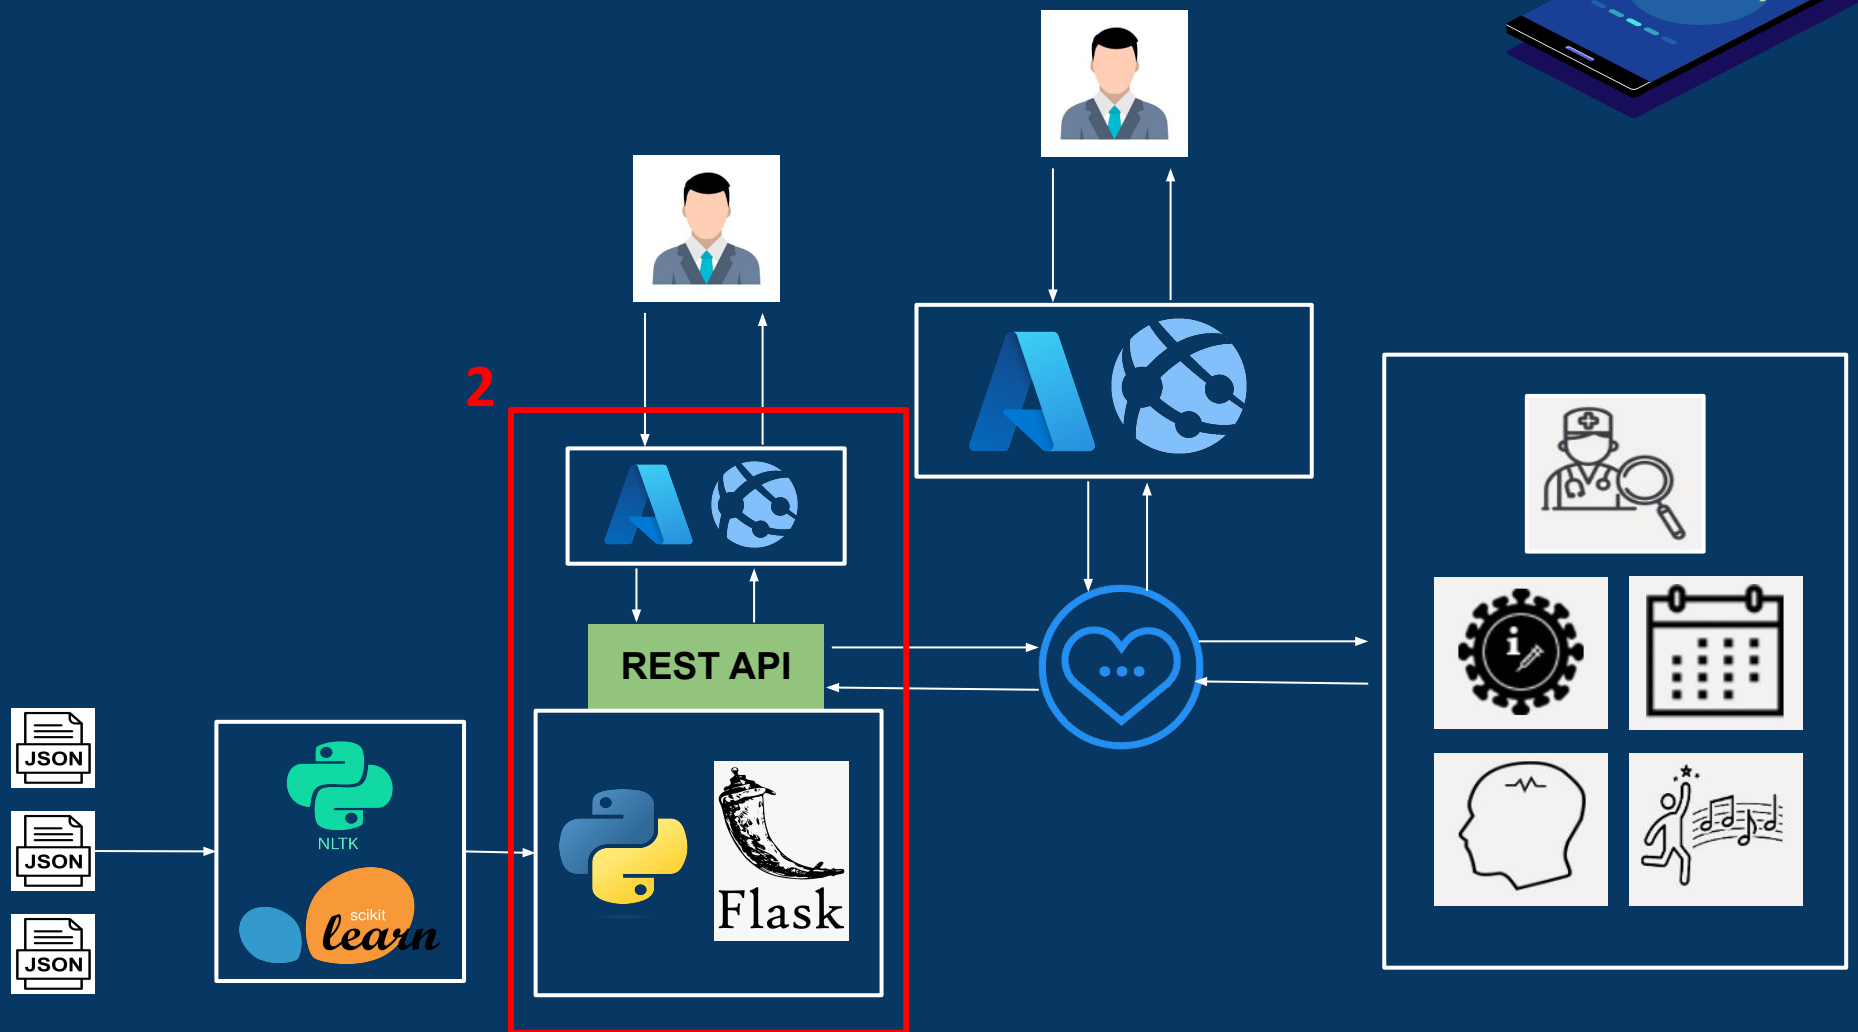 2
REST API
JSON
JSON
JSON
NLTK
scikit
learn
Flask
i